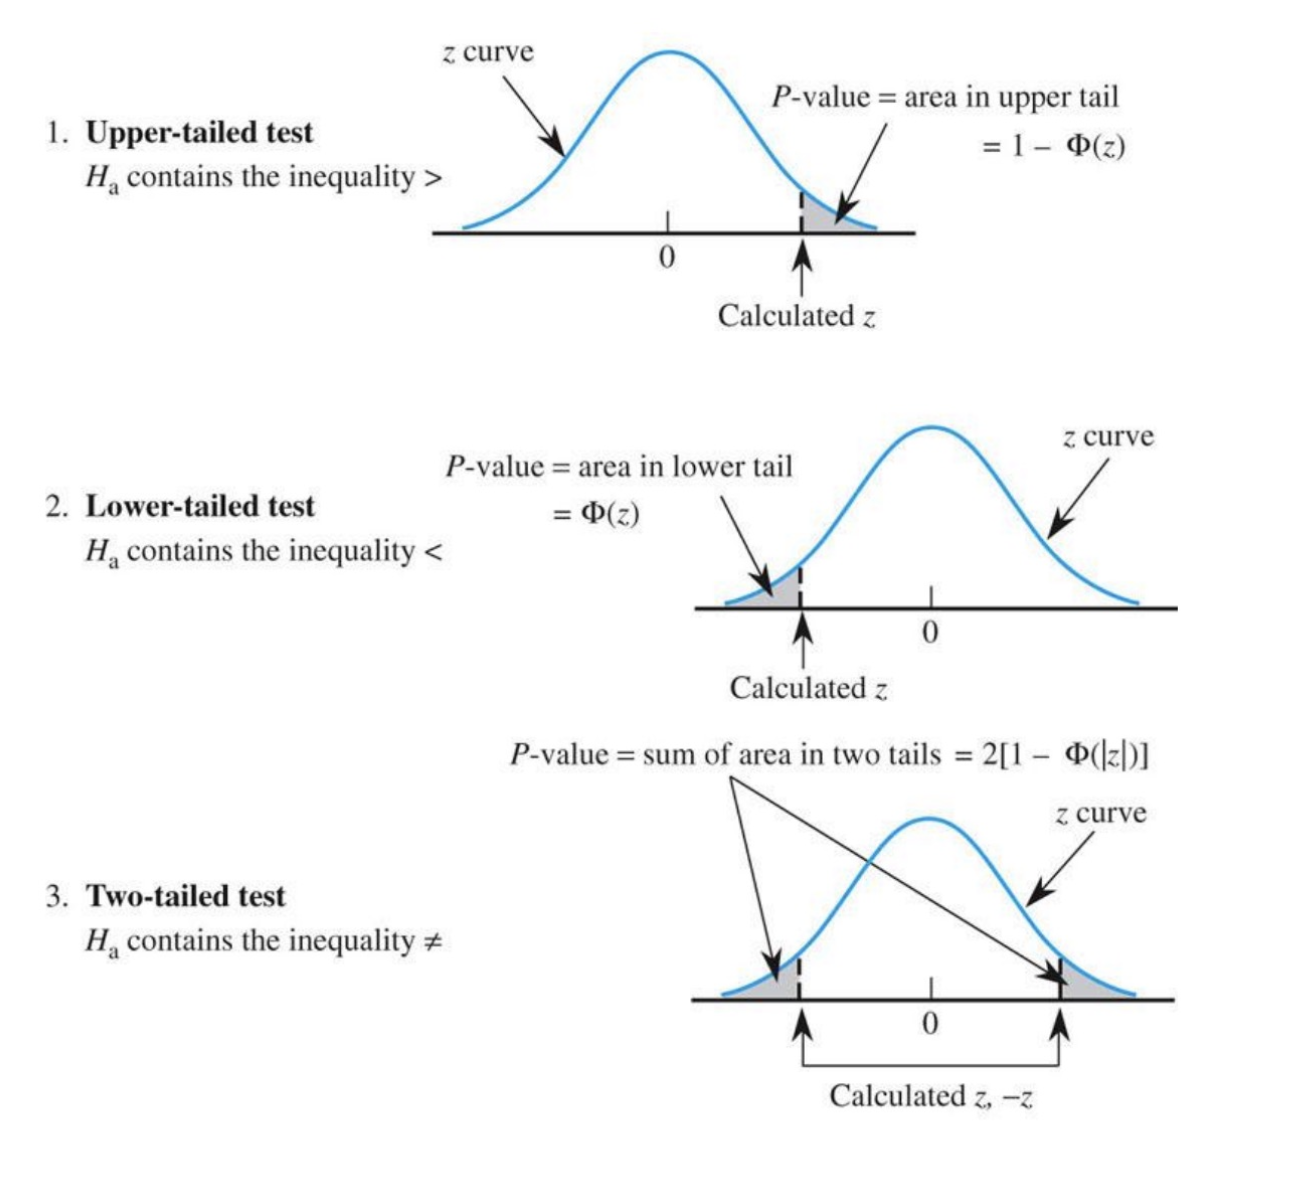 z curve
P-value = area in upper tail
= 1 − Φ(z)
1. Upper-tailed test
Ha contains the inequality >
0
Calculated z
z curve
P-value = area in lower tail
= Φ(z)
2. Lower-tailed test
Ha contains the inequality <
0
Calculated z
P-value = sum of area in two tails = 2[1 − Φ(|z|)]
z curve
3. Two-tailed test
Ha contains the inequality ≠
0
Calculated z, −z